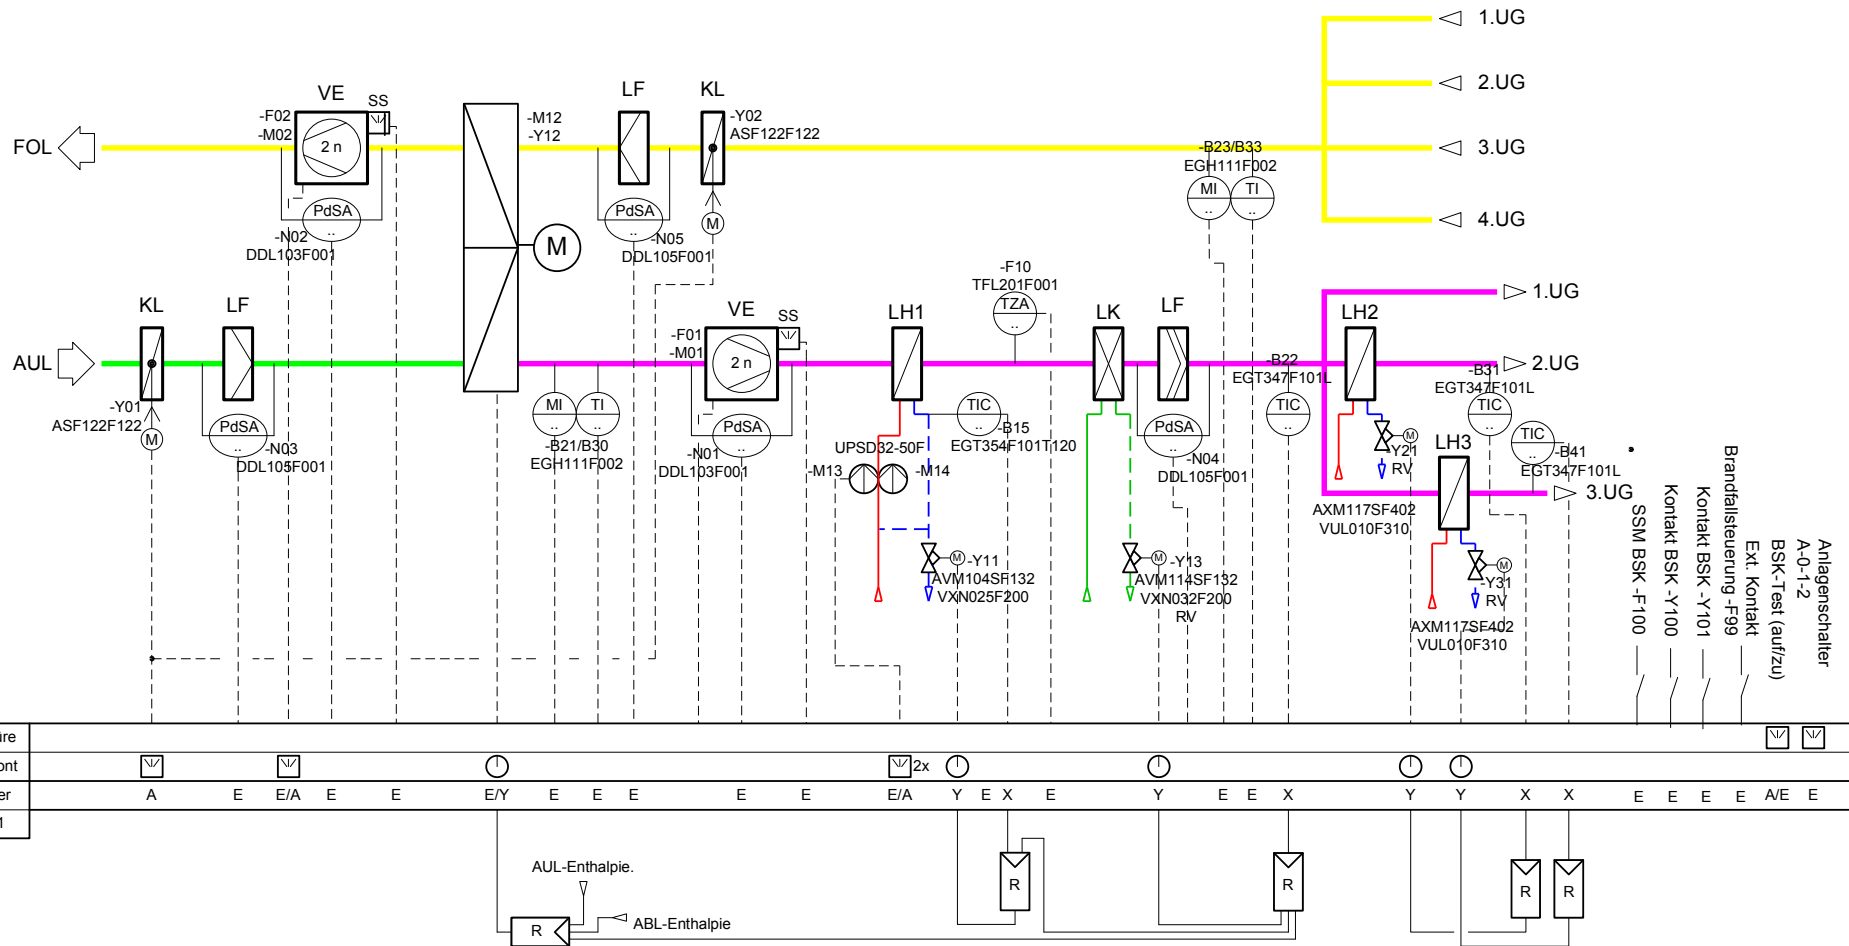 1.UG
2.UG
VE
SS
LF
KL
-F02
-M02
-M12
-Y12
-Y02
ASF122F122
FOL
2 n
-B23/B33
EGH111F002
3.UG
MI
..
TI
..
PdSA
..
PdSA
..
M
4.UG
-N02
DDL103F001
M
-N05
DDL105F001
-F10
TFL201F001
TZA
..
1.UG
KL
LF
VE
SS
LH1
LK
LF
LH2
-F01
-M01
AUL
2 n
-B22
EGT347F101L
2.UG
-B31
EGT347F101L
-Y01
ASF122F122
M
PdSA
..
-N03
DDL105F001
MI
..
TI
..
-B21/B30
EGH111F002
PdSA
..
-N01
DDL103F001
TIC
..
-B15
EGT354F101T120
UPSD32-50F
-M13
-M14
PdSA
..
-N04
DDL105F001
TIC
..
TIC
..
TIC
..
M
-Y21
RV
LH3
-B41
EGT347F101L
3.UG
AXM117SF402
VUL010F310
M
-Y11
AVM104SF132
VXN025F200
M
-Y13
AVM114SF132
VXN032F200
RV
M
-Y31
RV
AXM117SF402
VUL010F310
SSM BSK -F100
Kontakt BSK -Y100
Kontakt BSK -Y101
Brandfallsteuerung -F99
Ext. Kontakt
BSK-Test (auf/zu)
A-0-1-2
Anlagenschalter
üre
ont
2x
er
A E E/A E E E/Y E E E E E E/A Y E X E Y E E X Y Y X X E E E E A/E E
1
AUL-Enthalpie.
R
R
R
R
ABL-Enthalpie
R